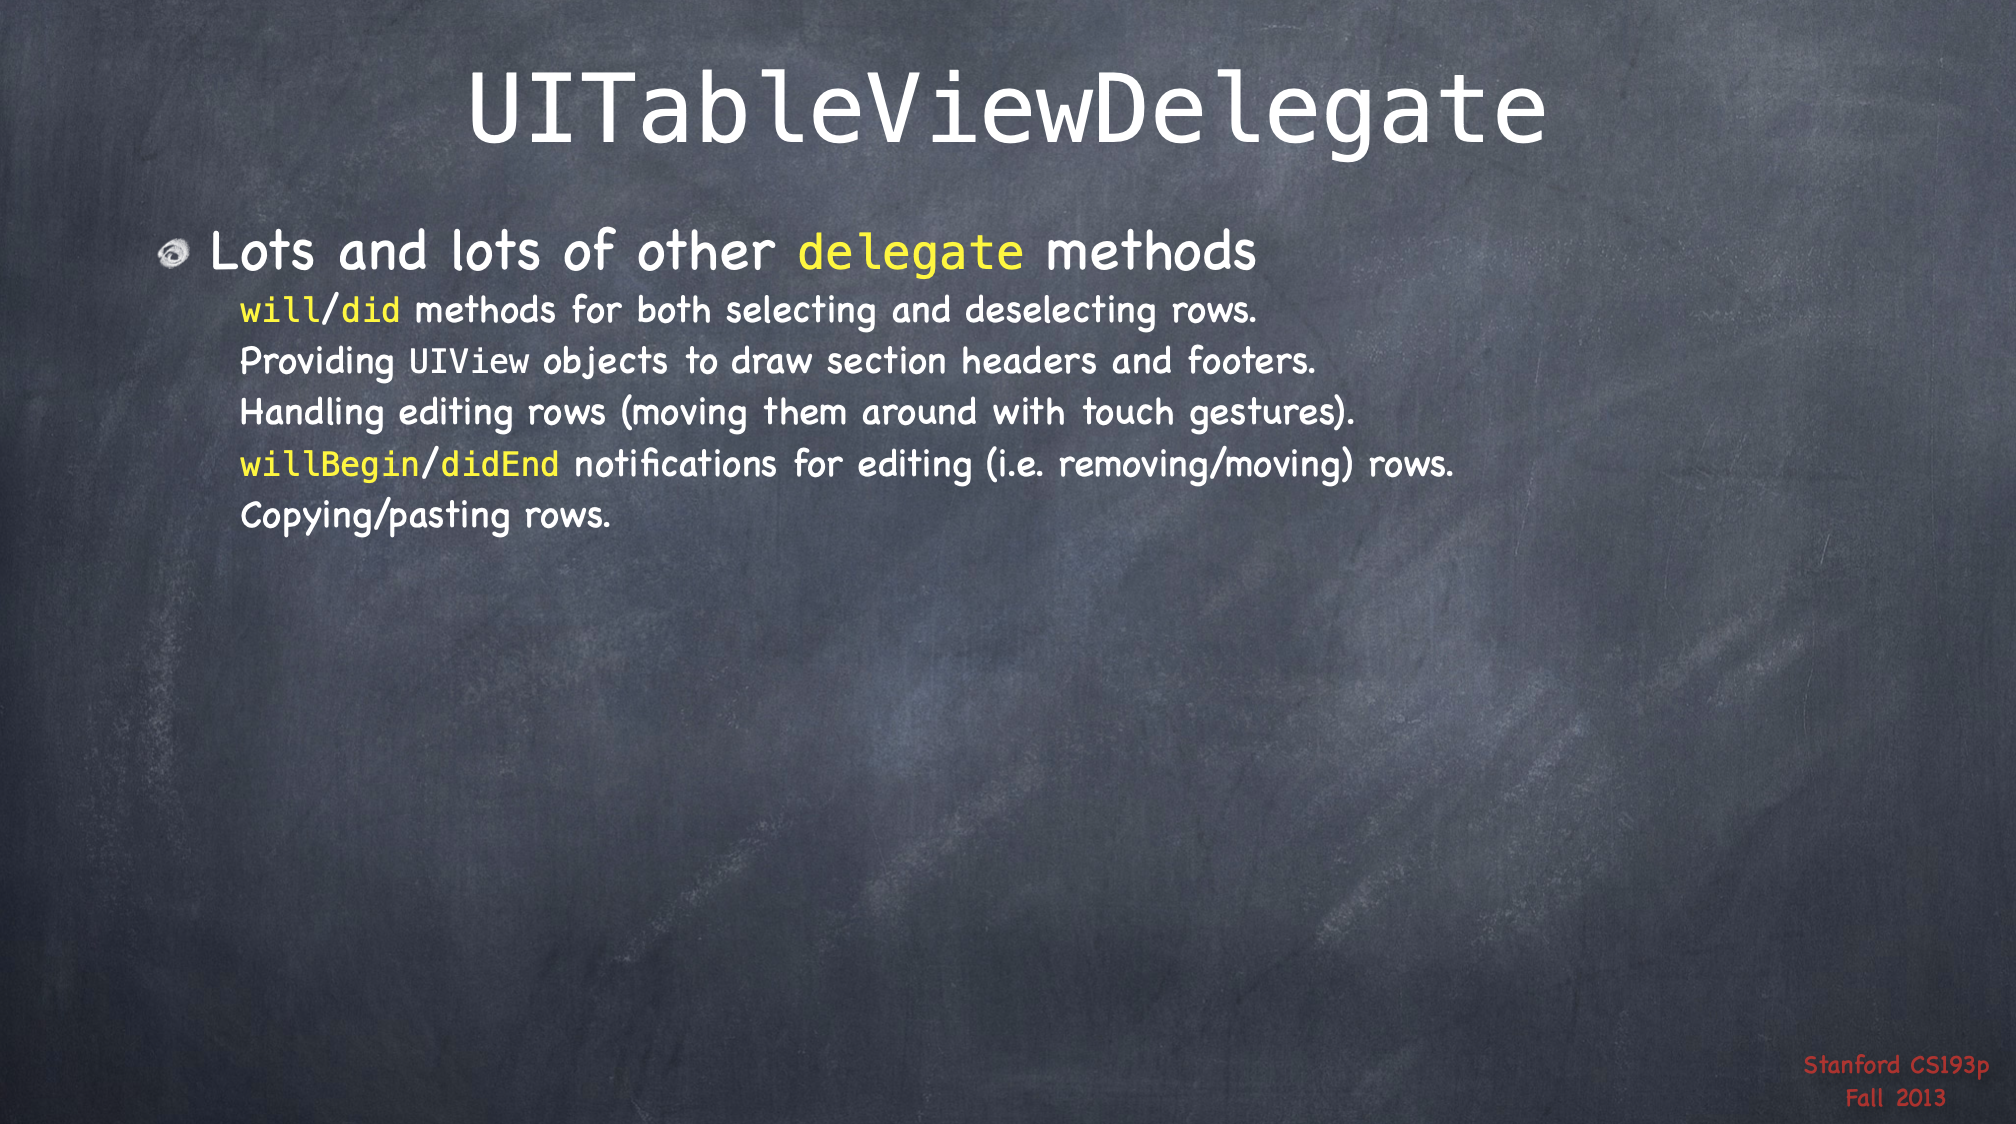 UITableViewDelegate
Lots and lots of other delegate methods
will/did methods for both selecting and deselecting rows.
Providing UIView objects to draw section headers and footers.
Handling editing rows (moving them around with touch gestures).
willBegin/didEnd notifications for editing (i.e. removing/moving) rows.
Copying/pasting rows.
Stanford CS193p
Fall 2013